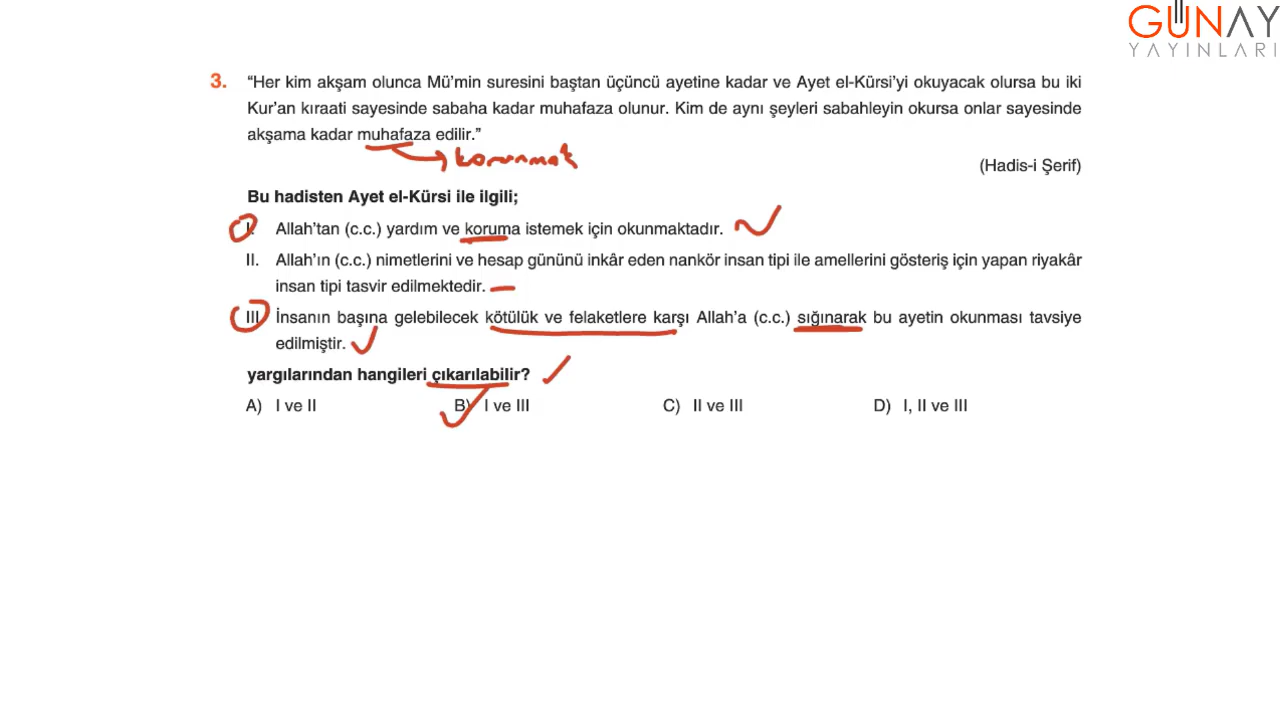 GÜNAY
YAYINLARI
3. “Her kim akşam olunca Mü’min suresini baştan üçüncü ayetine kadar ve Ayet el-Kürsi’yi okuyacak olursa bu iki
Kur’an kıraati sayesinde sabaha kadar muhafaza olunur. Kim de aynı şeyleri sabahleyin okursa onlar sayesinde
akşama kadar muhafaza edilir.”
korunmak
(Hadis-i Şerif)
Bu hadisten Ayet el-Kürsi ile ilgili;
I. Allah’tan (c.c.) yardım ve koruma istemek için okunmaktadır.
II. Allah’ın (c.c.) nimetlerini ve hesap gününü inkâr eden nankör insan tipi ile amellerini gösteriş için yapan riyakâr
insan tipi tasvir edilmektedir.
III. İnsanın başına gelebilecek kötülük ve felaketlere karşı Allah’a (c.c.) sığınarak bu ayetin okunması tavsiye
edilmiştir.
yargılarından hangileri çıkarılabilir?
A) I ve II B) I ve III C) II ve III D) I, II ve III